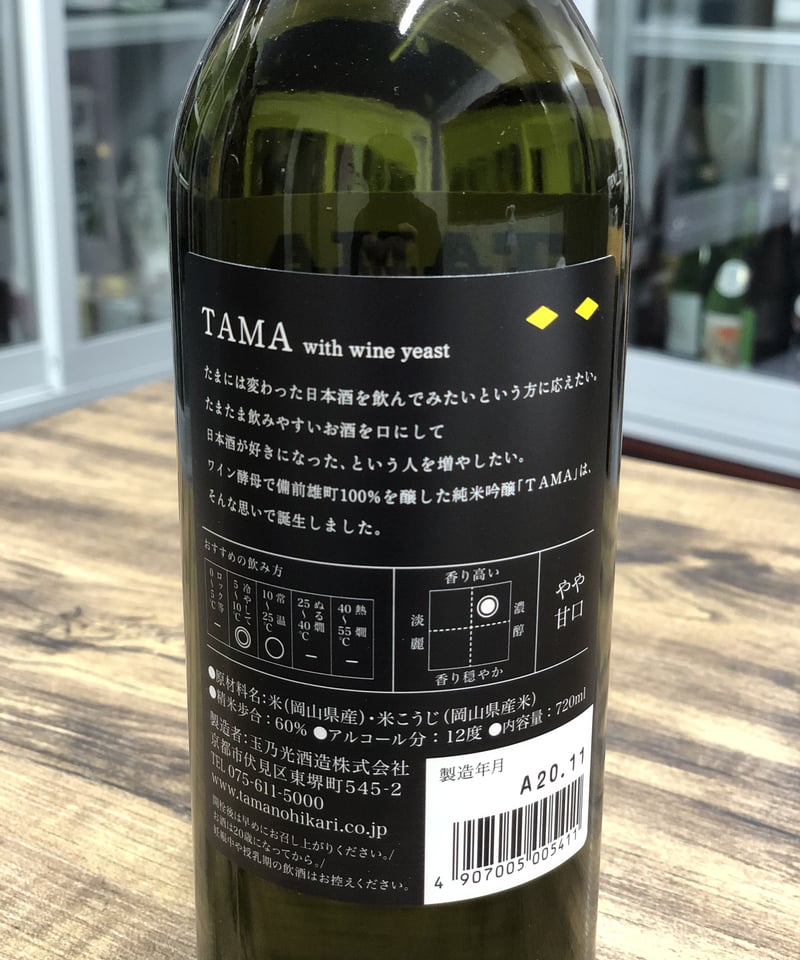 TAMA with wine yeast
たまには変わった日本酒を飲んでみたいという方に応えたい。
たまたま飲みやすいお酒を口にして
日本酒が好きになった、という人を増やしたい。
ワイン酵母で備前雄町100%を醸した純米吟醸「TAMA」は、
そんな思いで誕生しました。
おすすめの飲み方
ロック等 0〜5℃ ー
冷やして 5〜10℃ ◎
常温 10〜25℃ ○
ぬる燗 25〜40℃ ー
熱燗 40〜55℃ ー
香り高い
淡麗
濃醇
香り穏やか
やや
甘口
●原材料名:米(岡山県産)・米こうじ(岡山県産米)
●精米歩合:60% ●アルコール分:12度 ●内容量:720ml
製造者:玉乃光酒造株式会社
京都市伏見区東堺町545-2
TEL 075-611-5000
www.tamanohikari.co.jp
開栓後は早めにお召し上がりください。/
お酒は20歳になってから。/
妊娠中や授乳期の飲酒はお控えください。
製造年月
A20.11
4 907005 005411